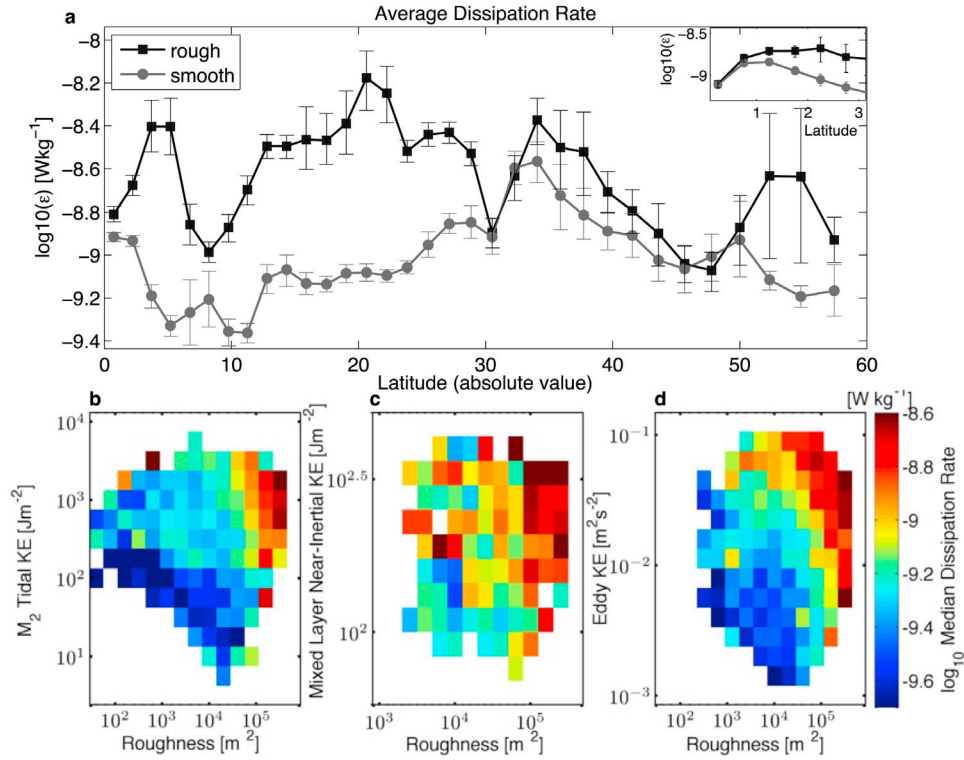 a
Average Dissipation Rate
rough
smooth
log10(ε) [Wkg⁻¹]
-8
-8.2
-8.4
-8.6
-8.8
-9
-9.2
-9.4
0
10
20
30
40
50
60
Latitude (absolute value)
log10(ε)
-8.5
-9
1
2
3
Latitude
b
M₂ Tidal KE [Jm⁻²]
10⁴
10³
10²
10¹
10² 10³ 10⁴ 10⁵
Roughness [m²]
c
Mixed Layer Near-Inertial KE [Jm⁻²]
10²·⁵
10²
10³ 10⁴ 10⁵
Roughness [m²]
d
Eddy KE [m²s⁻²]
10⁻¹
10⁻²
10⁻³
10² 10³ 10⁴ 10⁵
Roughness [m²]
[W kg⁻¹]
-8.6
-8.8
-9
-9.2
-9.4
-9.6
log₁₀ Median Dissipation Rate